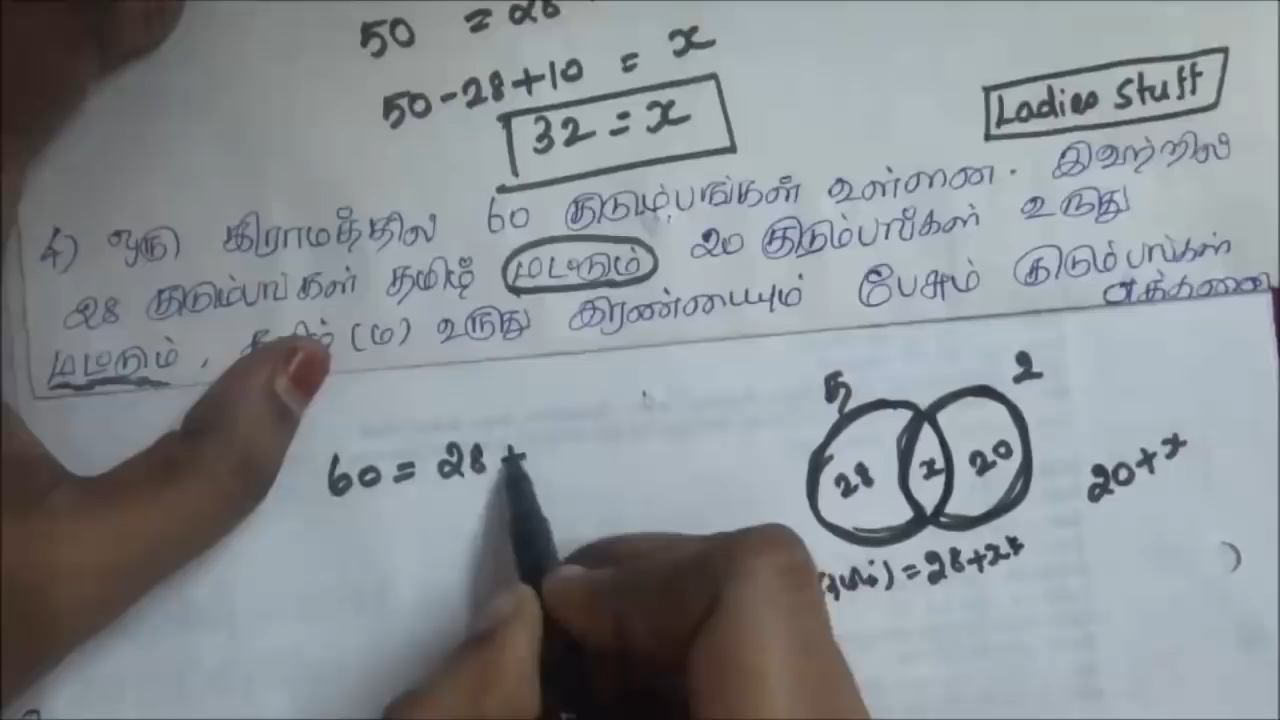 50 = 28
50-28+10 = x
32 = x
Ladies Stuff
4) ஒரு கிராமத்தில் 60 குடும்பங்கள் உள்ளன. இவற்றில்
28 குடும்பங்கள் தமிழ் மட்டும் 20 குடும்பங்கள் உருது
மட்டும், (ம) உருது இரண்டையும் பேசும் குடும்பங்கள்
எத்தனை
2
28 x 20
20+x
60 = 28 +
= 28+x
)